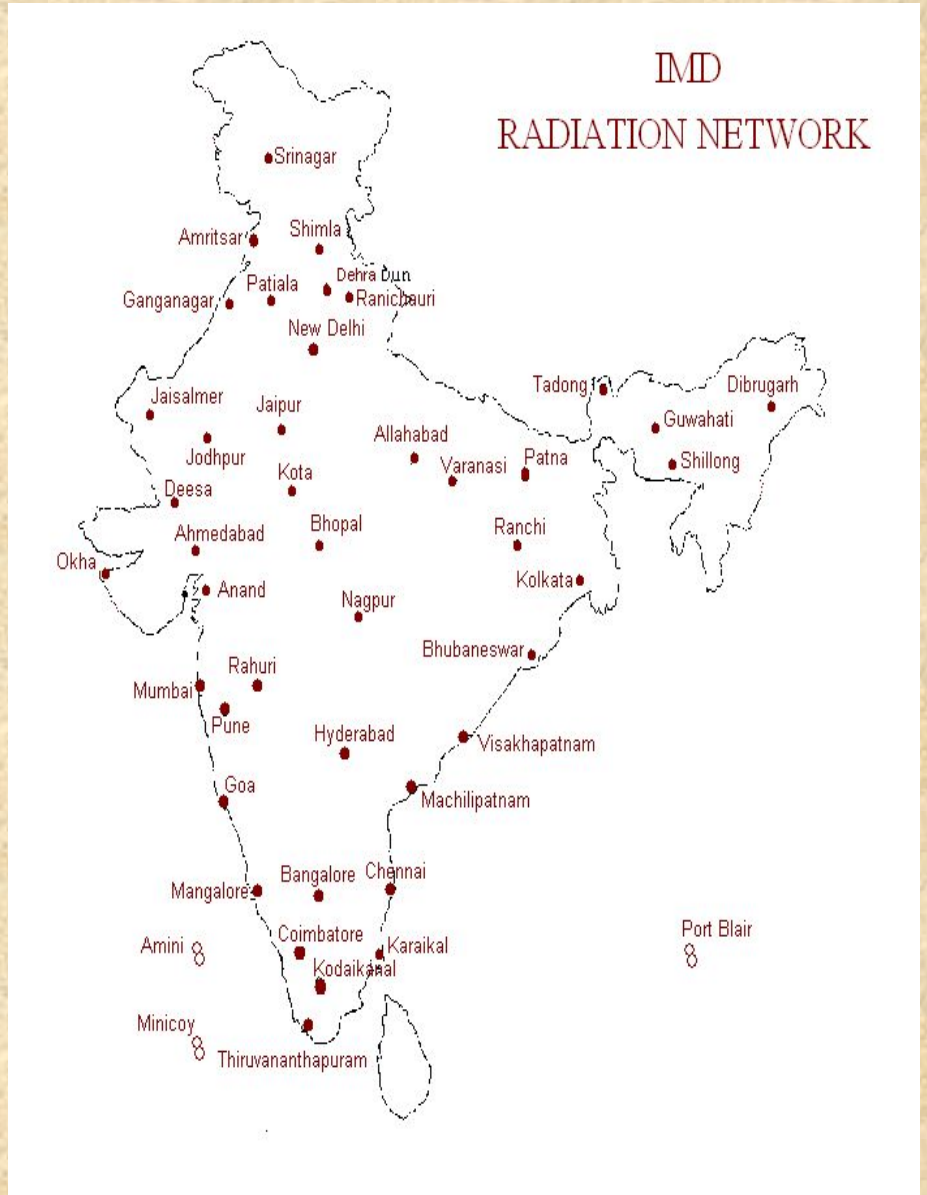 IMD
RADIATION NETWORK
Srinagar
Amritsar
Shimla
Dehra Dun
Patiala
Ganganagar
Ranichauri
New Delhi
Tadong
Dibrugarh
Jaisalmer
Jaipur
Guwahati
Allahabad
Jodhpur
Varanasi
Patna
Shillong
Kota
Deesa
Bhopal
Ranchi
Ahmedabad
Okha
Kolkata
Anand
Nagpur
Bhubaneswar
Rahuri
Mumbai
Pune
Hyderabad
Visakhapatnam
Goa
Machilipatnam
Chennai
Bangalore
Mangalore
Port Blair
Coimbatore
Amini
Karaikal
Kodaikanal
Minicoy
Thiruvananthapuram